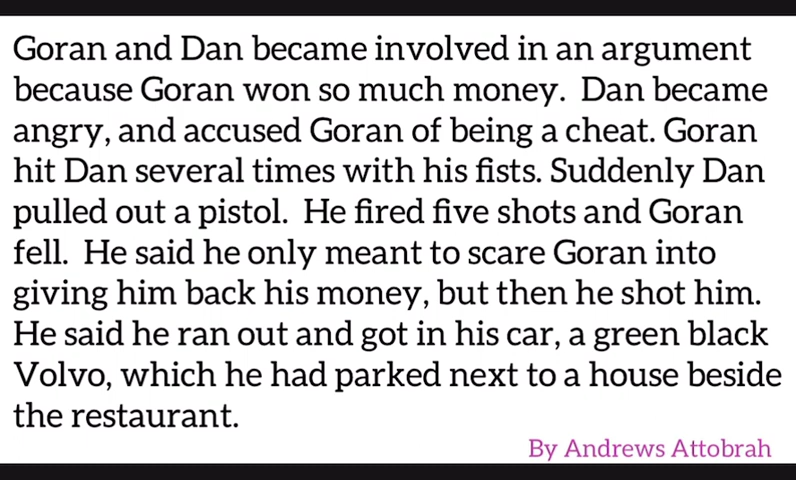 Goran and Dan became involved in an argument
because Goran won so much money.  Dan became
angry, and accused Goran of being a cheat. Goran
hit Dan several times with his fists. Suddenly Dan
pulled out a pistol.  He fired five shots and Goran
fell.  He said he only meant to scare Goran into
giving him back his money, but then he shot him.
He said he ran out and got in his car, a green black
Volvo, which he had parked next to a house beside
the restaurant.
By Andrews Attobrah